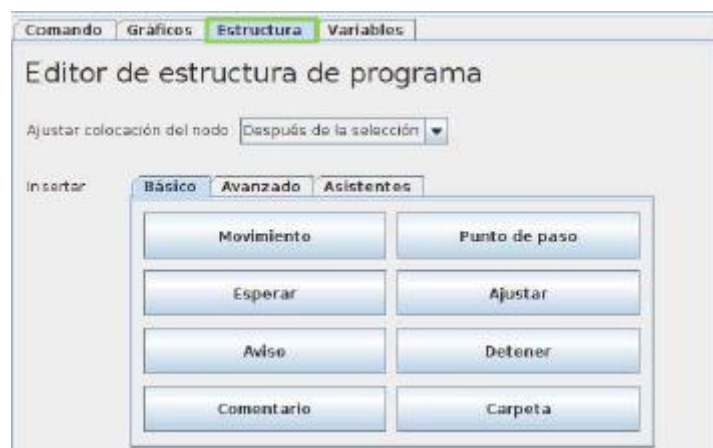 Comando Gráficos Estructura Variables
Editor de estructura de programa
Ajustar colocación del nodo Después de la selección
Insertar Básico Avanzado Asistentes
Movimiento Punto de paso
Esperar Ajustar
Aviso Detener
Comentario Carpeta